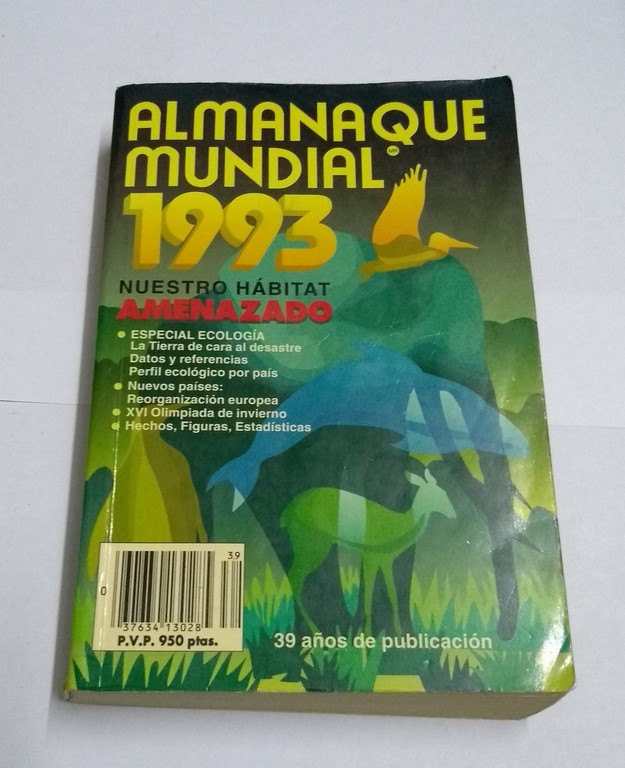 ALMANAQUE
MUNDIAL
1993
NUESTRO HÁBITAT
AMENAZADO
• ESPECIAL ECOLOGÍA
La Tierra de cara al desastre
Datos y referencias
Perfil ecológico por país
• Nuevos países:
Reorganización europea
• XVI Olimpiada de invierno
• Hechos, Figuras, Estadísticas
39
0
37634 13028
P.V.P. 950 ptas.
39 años de publicación